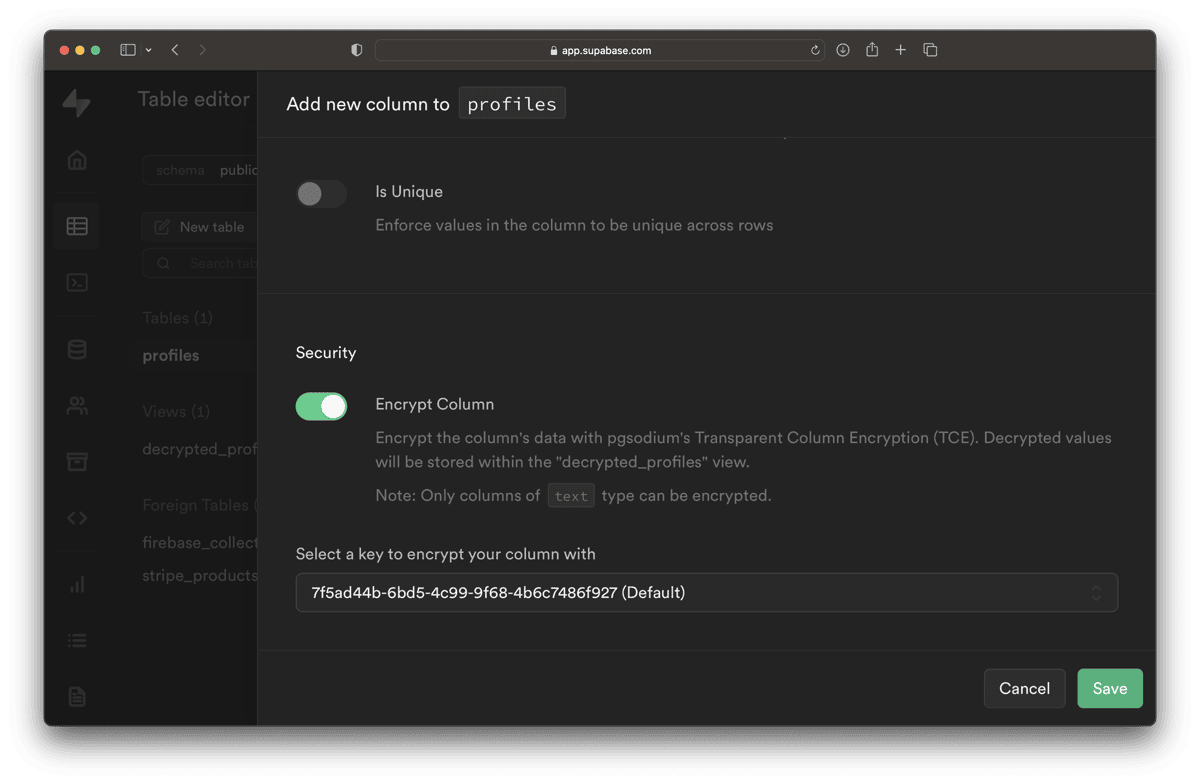 app.supabase.com
Table editor
schema public
New table
Search tab
Tables (1)
profiles
Views (1)
decrypted_prof
Foreign Tables (
firebase_collect
stripe_products
Add new column to profiles
Is Unique
Enforce values in the column to be unique across rows
Security
Encrypt Column
Encrypt the column's data with pgsodium's Transparent Column Encryption (TCE). Decrypted values
will be stored within the "decrypted_profiles" view.
Note: Only columns of text type can be encrypted.
Select a key to encrypt your column with
7f5ad44b-6bd5-4c99-9f68-4b6c7486f927 (Default)
Cancel
Save